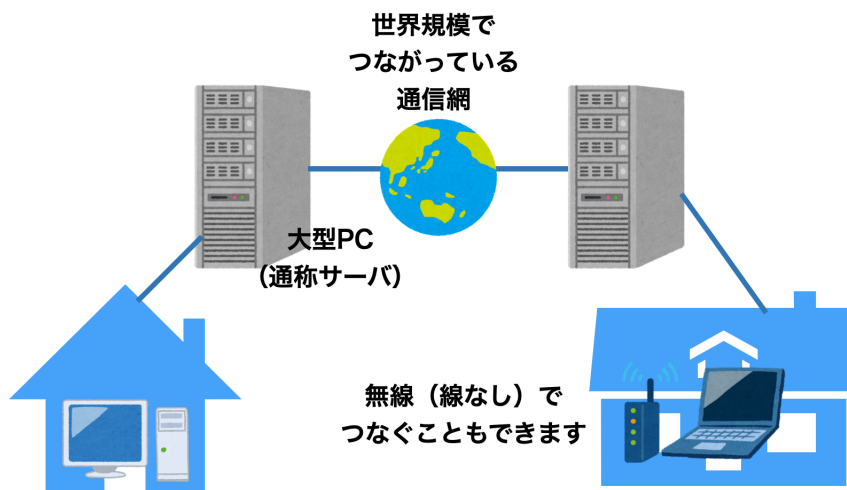 世界規模で
つながっている
通信網
大型PC
（通称サーバ）
無線（線なし）で
つなぐこともできます